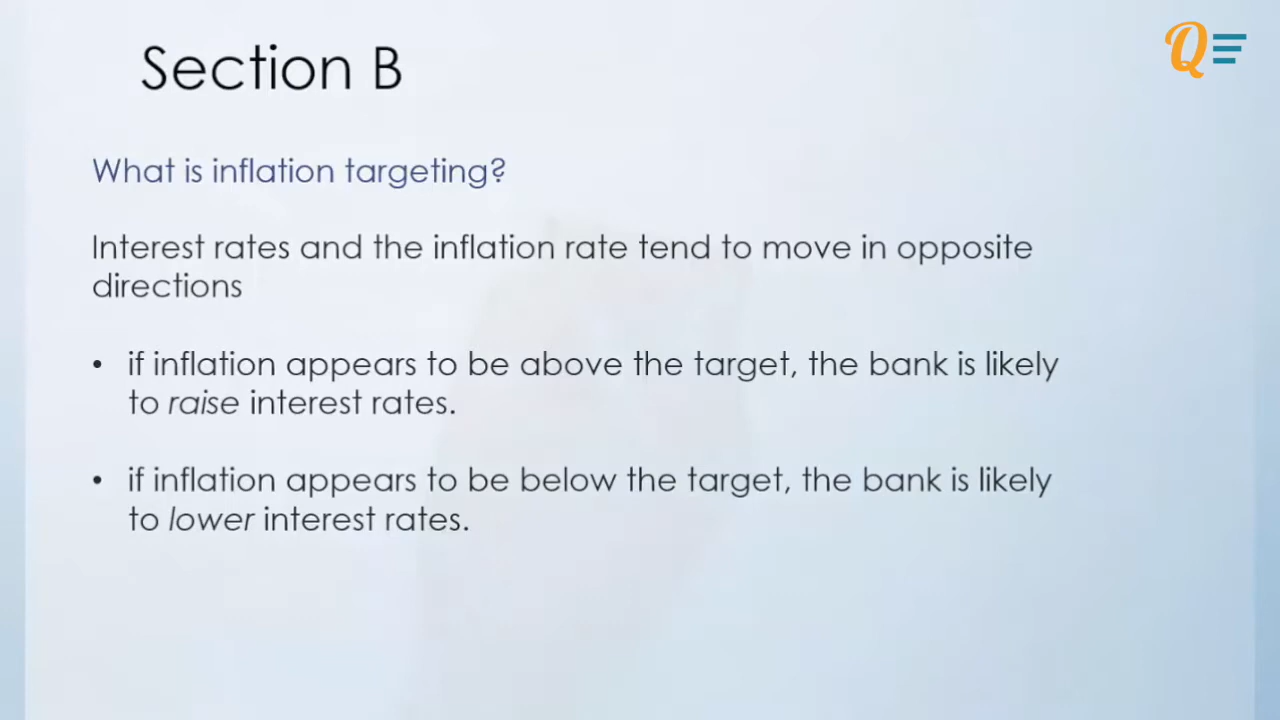 Section B
Q
What is inflation targeting?
Interest rates and the inflation rate tend to move in opposite
directions
• if inflation appears to be above the target, the bank is likely
to raise interest rates.
• if inflation appears to be below the target, the bank is likely
to lower interest rates.